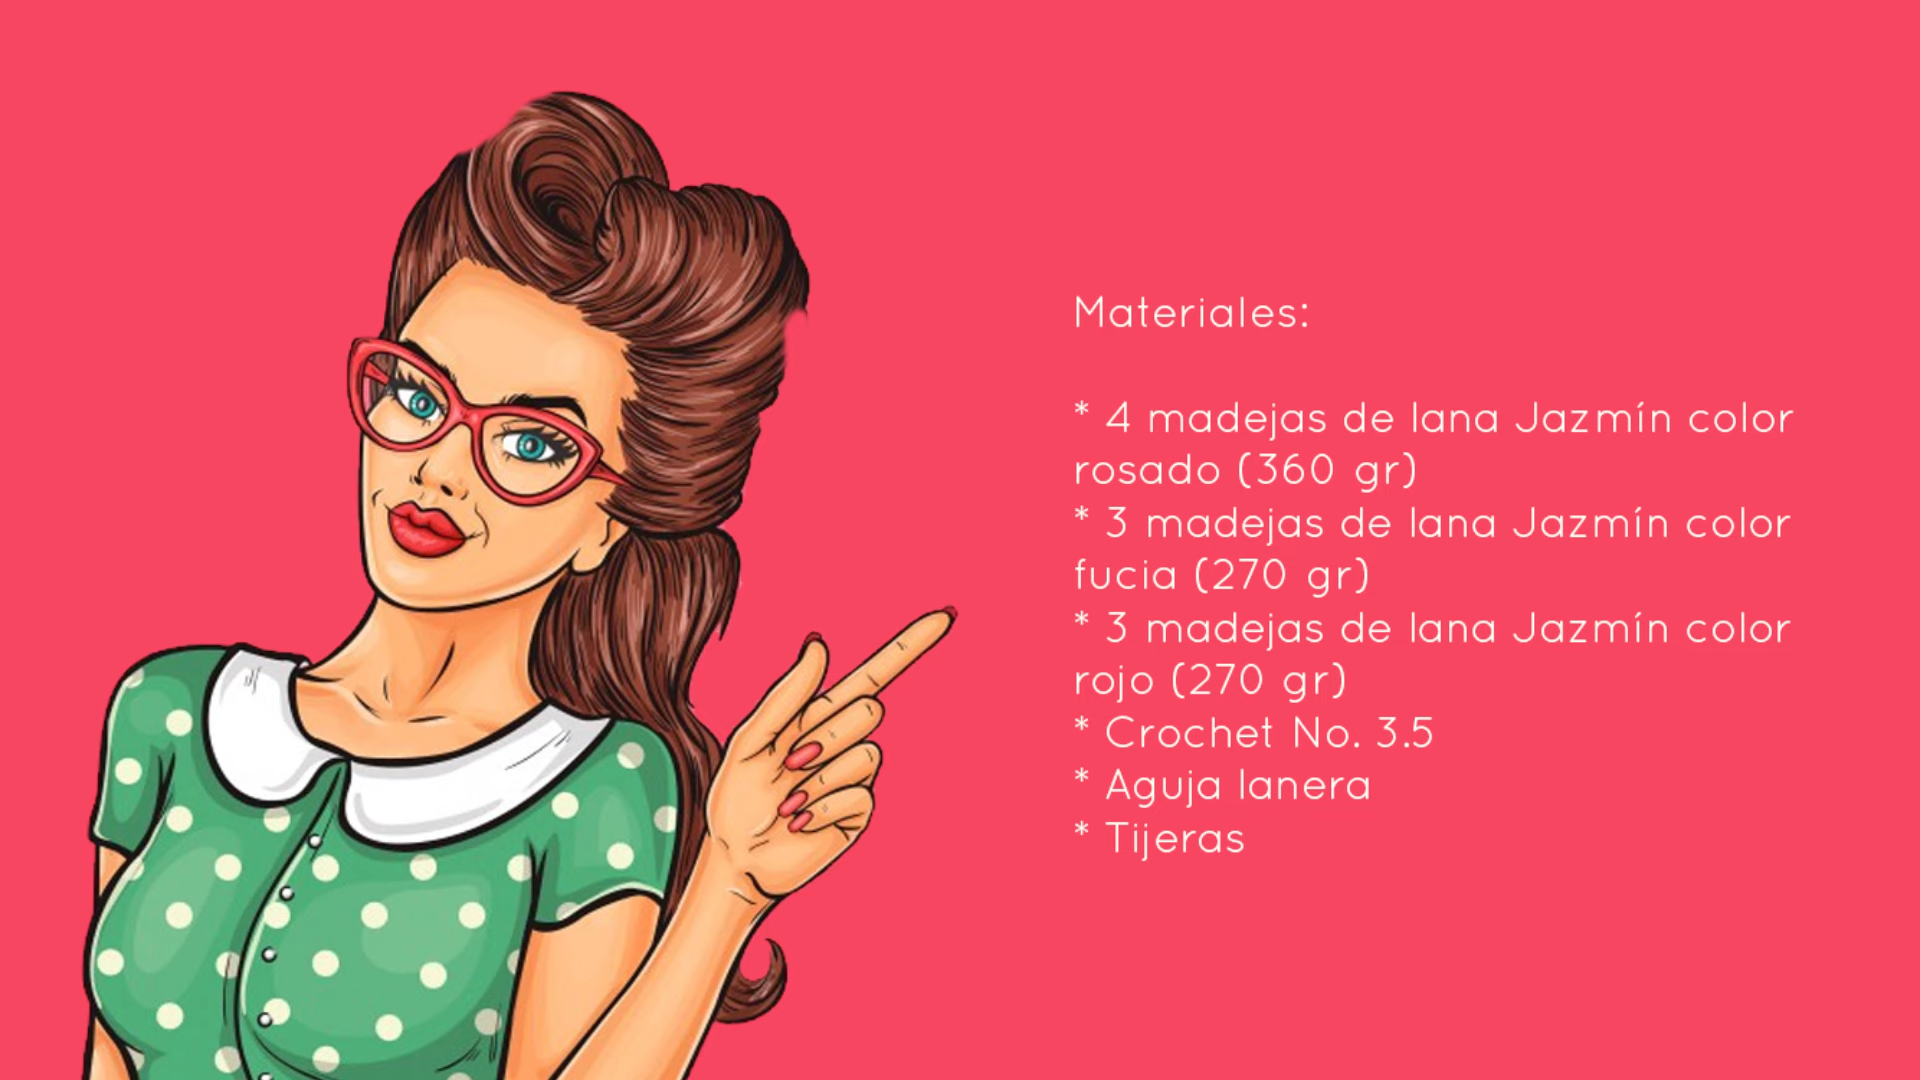 Materiales:
* 4 madejas de lana Jazmín color
rosado (360 gr)
* 3 madejas de lana Jazmín color
fucia (270 gr)
* 3 madejas de lana Jazmín color
rojo (270 gr)
* Crochet No. 3.5
* Aguja lanera
* Tijeras